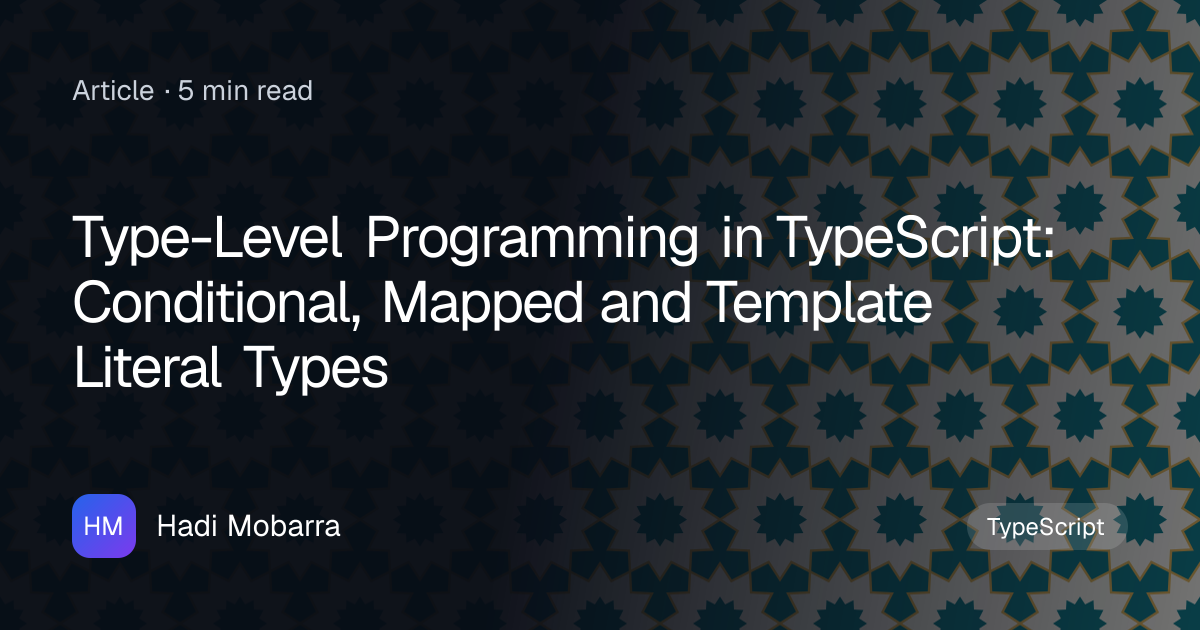 Article · 5 min read
Type-Level Programming in TypeScript:
Conditional, Mapped and Template
Literal Types
HM
Hadi Mobarra
TypeScript